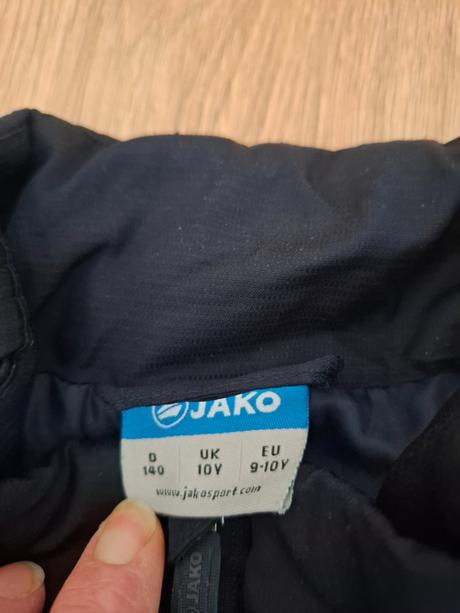 JAKO
D UK EU
140 10Y 9-10Y
www.jakosport.com
JAKO